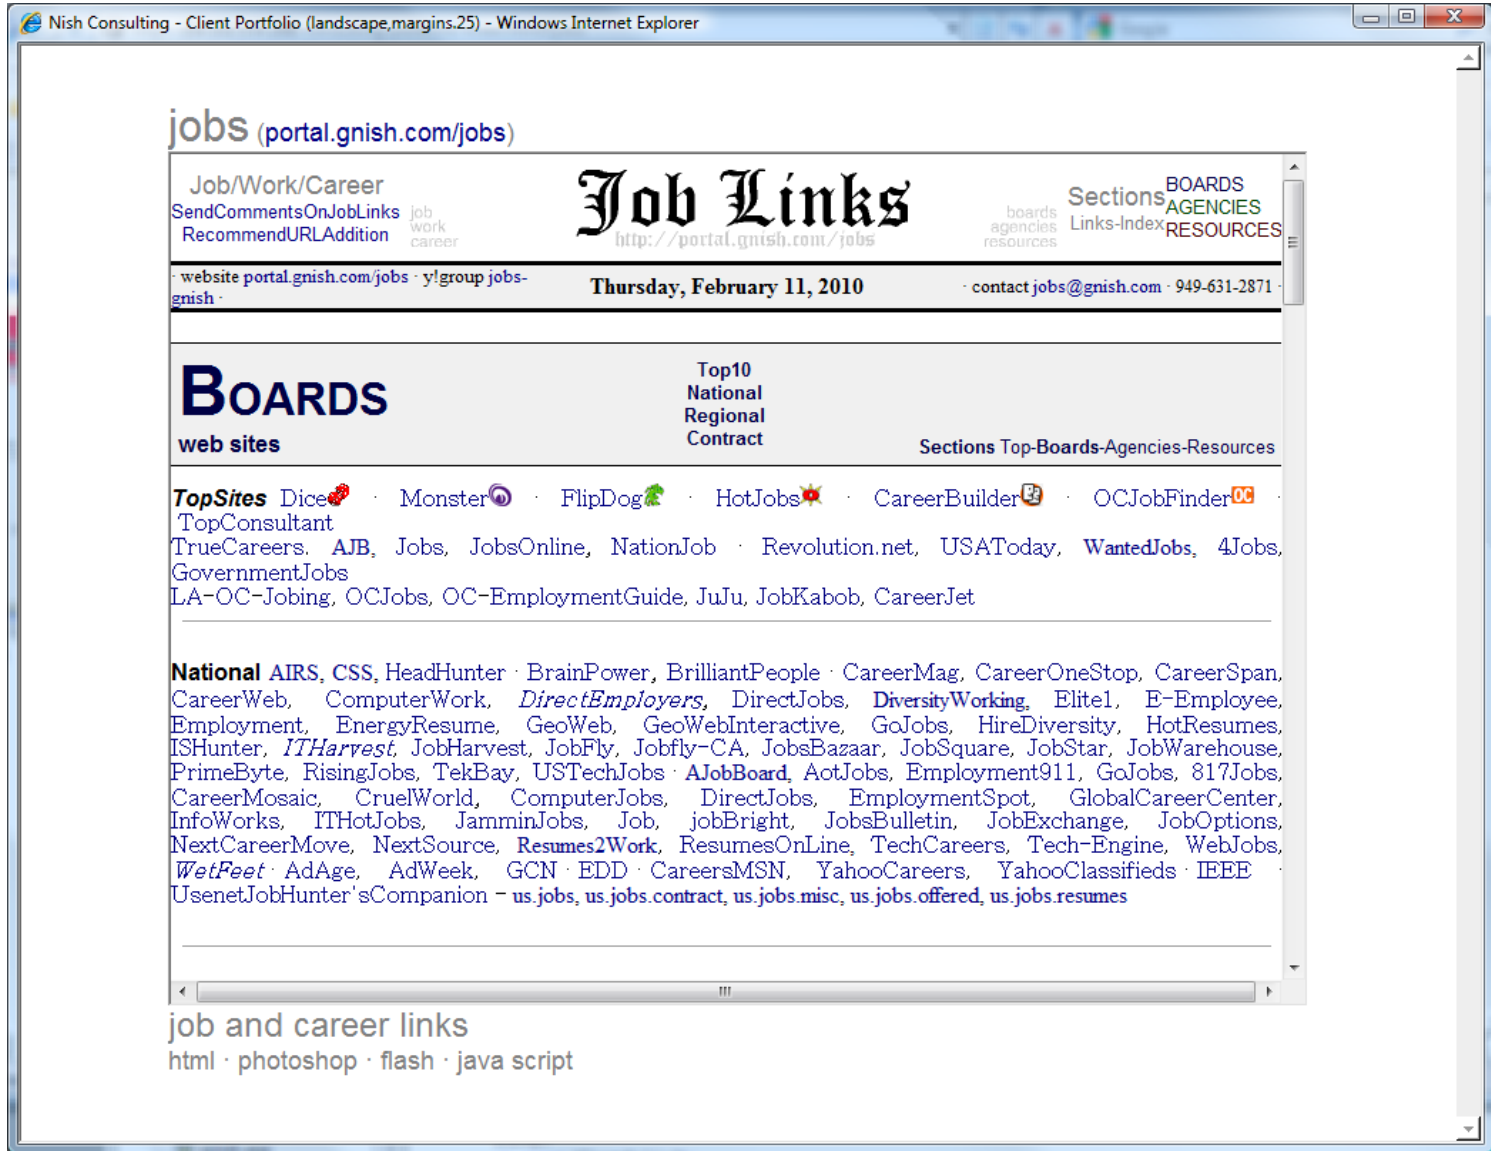 Nish Consulting - Client Portfolio (landscape,margins.25) - Windows Internet Explorer
jobs (portal.gnish.com/jobs)
Job/Work/Career
SendCommentsOnJobLinks
RecommendURLAddition
job
work
career
Job Links
http://portal.gnish.com/jobs
boards
agencies
resources
Sections
Links-Index
BOARDS
AGENCIES
RESOURCES
· website portal.gnish.com/jobs · y!group jobs-
gnish ·
Thursday, February 11, 2010
· contact jobs@gnish.com · 949-631-2871 ·
BOARDS
web sites
Top10
National
Regional
Contract
Sections Top-Boards-Agencies-Resources
TopSites Dice · Monster · FlipDog · HotJobs · CareerBuilder · OCJobFinder OC ·
TopConsultant
TrueCareers. AJB, Jobs, JobsOnline, NationJob · Revolution.net, USAToday, WantedJobs, 4Jobs,
GovernmentJobs
LA-OC-Jobing, OCJobs, OC-EmploymentGuide, JuJu, JobKabob, CareerJet
National AIRS, CSS, HeadHunter · BrainPower, BrilliantPeople · CareerMag, CareerOneStop, CareerSpan,
CareerWeb, ComputerWork, DirectEmployers, DirectJobs, DiversityWorking, Elite1, E-Employee,
Employment, EnergyResume, GeoWeb, GeoWebInteractive, GoJobs, HireDiversity, HotResumes,
ISHunter, ITHarvest, JobHarvest, JobFly, Jobfly-CA, JobsBazaar, JobSquare, JobStar, JobWarehouse,
PrimeByte, RisingJobs, TekBay, USTechJobs · AJobBoard, AotJobs, Employment911, GoJobs, 817Jobs,
CareerMosaic, CruelWorld, ComputerJobs, DirectJobs, EmploymentSpot, GlobalCareerCenter,
InfoWorks, ITHotJobs, JamminJobs, Job, jobBright, JobsBulletin, JobExchange, JobOptions,
NextCareerMove, NextSource, Resumes2Work, ResumesOnLine, TechCareers, Tech-Engine, WebJobs,
WetFeet · AdAge, AdWeek, GCN · EDD · CareersMSN, YahooCareers, YahooClassifieds · IEEE ·
UsenetJobHunter'sCompanion - us.jobs, us.jobs.contract, us.jobs.misc, us.jobs.offered, us.jobs.resumes
job and career links
html · photoshop · flash · java script